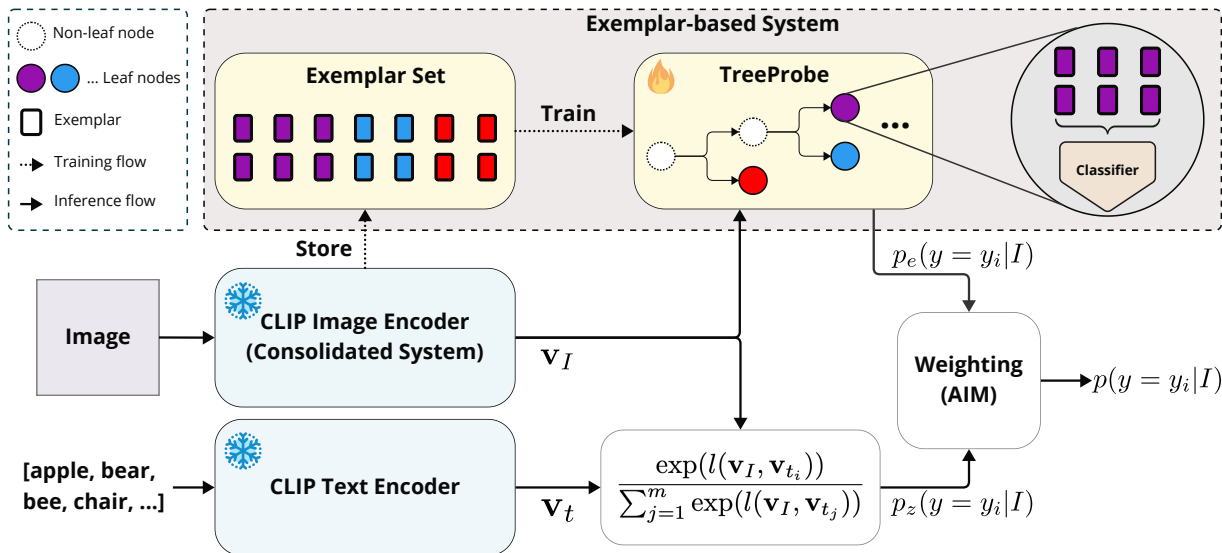 Non-leaf node
... Leaf nodes
Exemplar
Training flow
Inference flow
Exemplar-based System
Exemplar Set
Train
TreeProbe
...
Classifier
Store
Image
CLIP Image Encoder
(Consolidated System)
v_I
p_e(y = y_i|I)
Weighting
(AIM)
p(y = y_i|I)
[apple, bear,
bee, chair, ...]
CLIP Text Encoder
v_t
exp(l(v_I, v_{t_i}))
∑_{j=1}^{m} exp(l(v_I, v_{t_j}))
p_z(y = y_i|I)